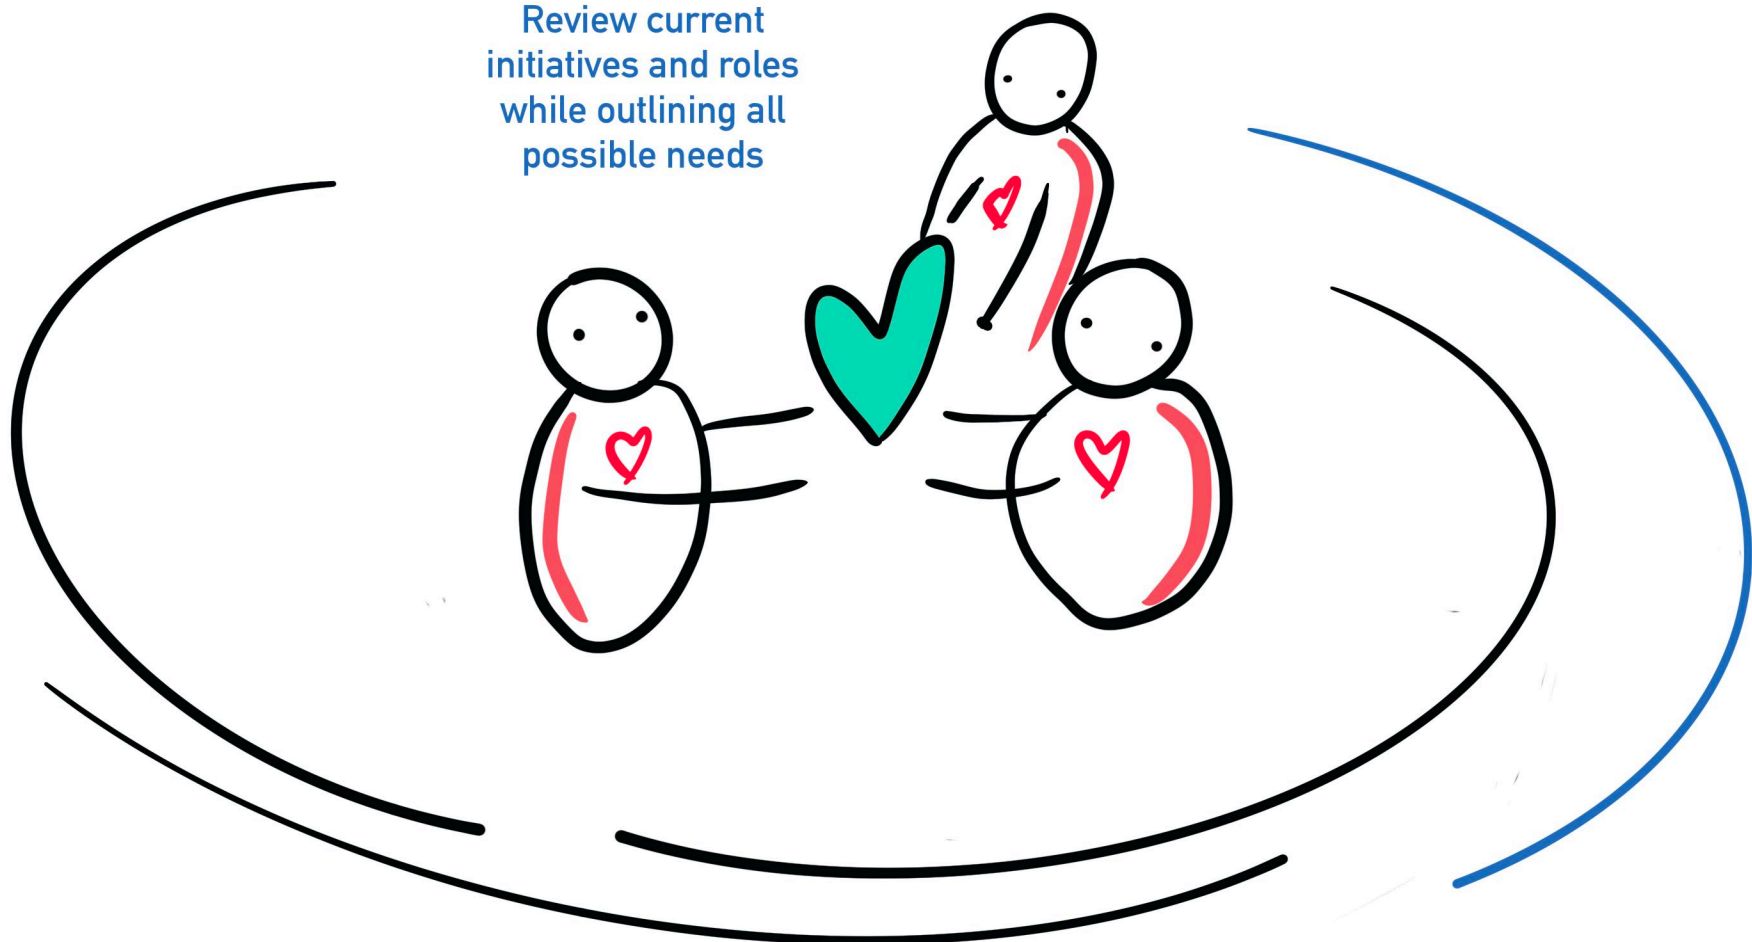 Review current
initiatives and roles
while outlining all
possible needs